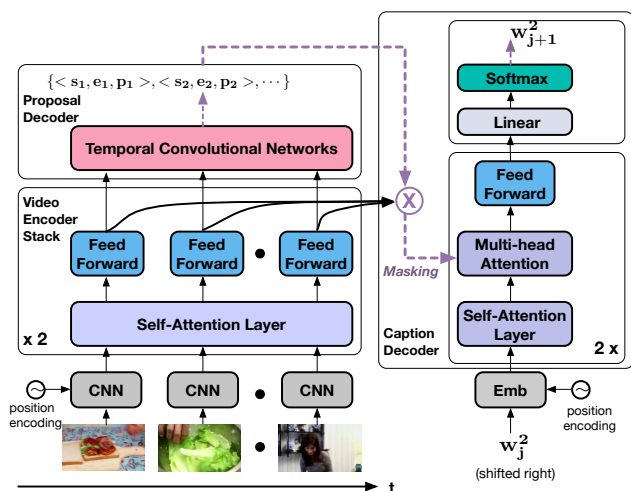 {< s₁, e₁, p₁ >, < s₂, e₂, p₂ >, ···}
Proposal
Decoder
Temporal Convolutional Networks
Video
Encoder
Stack
Feed
Forward
Feed
Forward
Feed
Forward
Self-Attention Layer
x 2
CNN
CNN
CNN
position
encoding
t
X
Masking
w²ⱼ₊₁
Softmax
Linear
Feed
Forward
Multi-head
Attention
Self-Attention
Layer
Caption
Decoder
2 x
Emb
position
encoding
w²ⱼ
(shifted right)